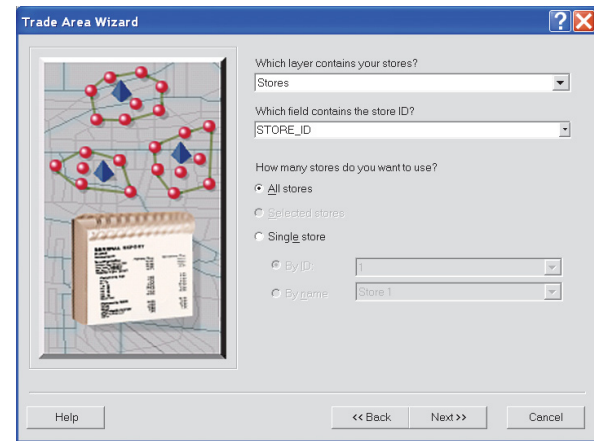 Trade Area Wizard
Which layer contains your stores?
Stores
Which field contains the store ID?
STORE_ID
How many stores do you want to use?
All stores
Selected stores
Single store
By ID:
1
By name
Store 1
Help
<< Back
Next >>
Cancel